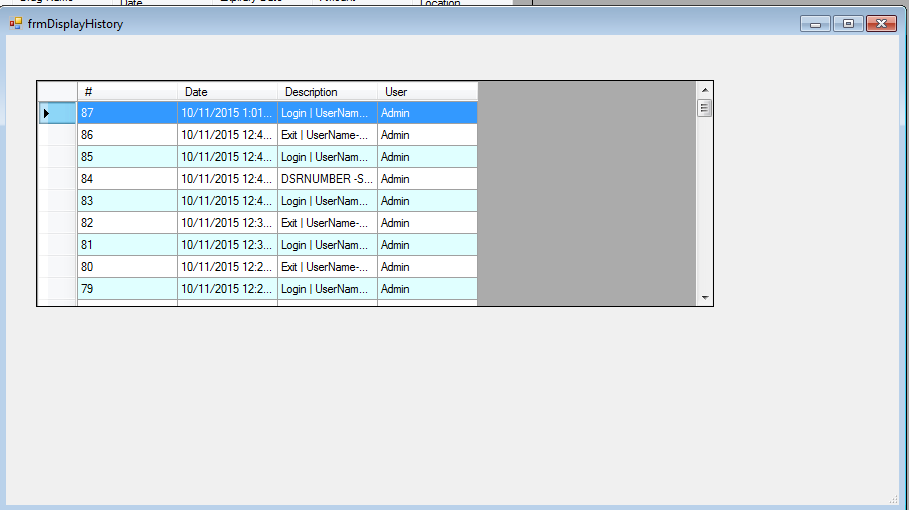 Date
Location
frmDisplayHistory
# Date Description User
87 10/11/2015 1:01... Login | UserNam... Admin
86 10/11/2015 12:4... Exit | UserName-... Admin
85 10/11/2015 12:4... Login | UserNam... Admin
84 10/11/2015 12:4... DSRNUMBER -S... Admin
83 10/11/2015 12:4... Login | UserNam... Admin
82 10/11/2015 12:3... Exit | UserName-... Admin
81 10/11/2015 12:3... Login | UserNam... Admin
80 10/11/2015 12:2... Exit | UserName-... Admin
79 10/11/2015 12:2... Login | UserNam... Admin